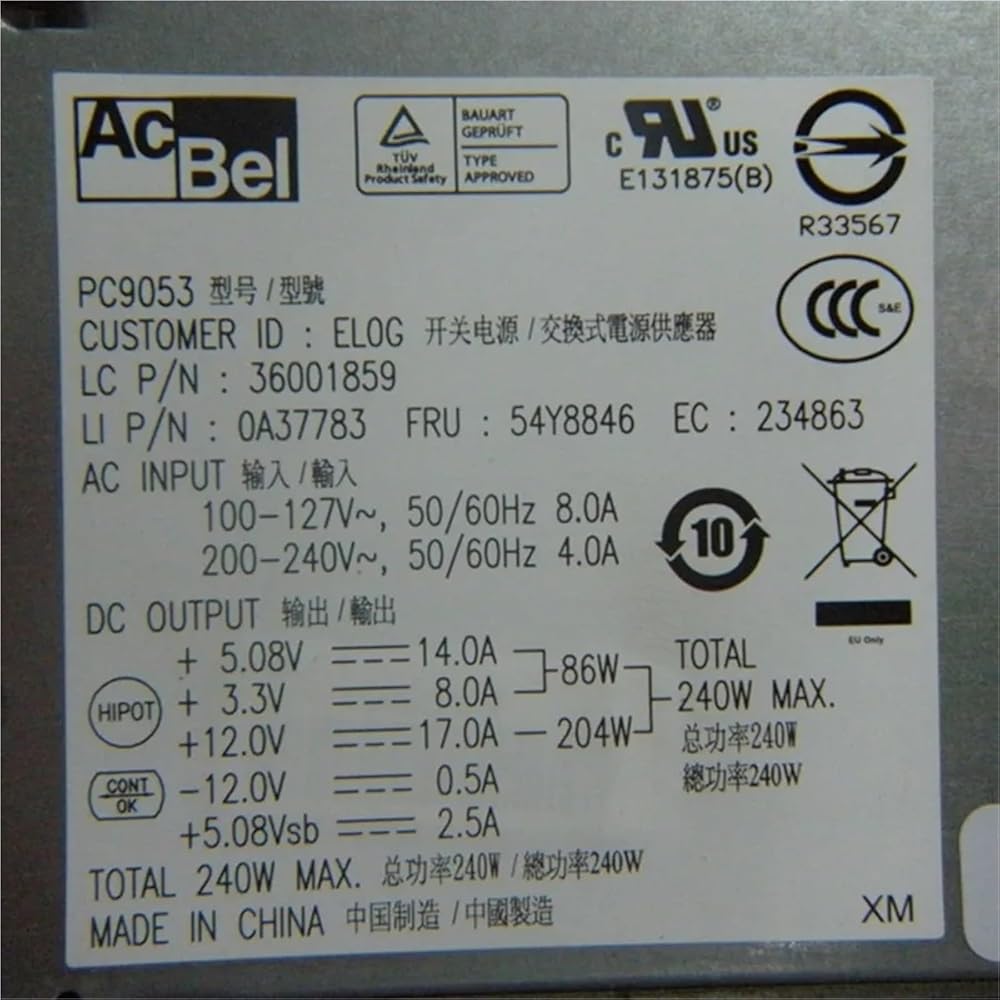 AcBel
TÜV
Rheinland
Product Safety
BAUART
GEPRÜFT
TYPE
APPROVED
c RU ® US
E131875(B)
R33567
PC9053 型号 / 型號
CCC S&E
CUSTOMER ID : ELOG 开关电源 / 交換式電源供應器
LC P/N : 36001859
LI P/N : 0A37783 FRU : 54Y8846 EC : 234863
AC INPUT 输入 / 輸入
100-127V~, 50/60Hz 8.0A
200-240V~, 50/60Hz 4.0A
10
EU Only
DC OUTPUT 输出 / 輸出
+ 5.08V 14.0A
+ 3.3V 8.0A 86W
+12.0V 17.0A 204W
-12.0V 0.5A
+5.08Vsb 2.5A
HIPOT
CONT
OK
TOTAL
240W MAX.
总功率240W
總功率240W
TOTAL 240W MAX. 总功率240W / 總功率240W
MADE IN CHINA 中国制造 / 中國製造
XM